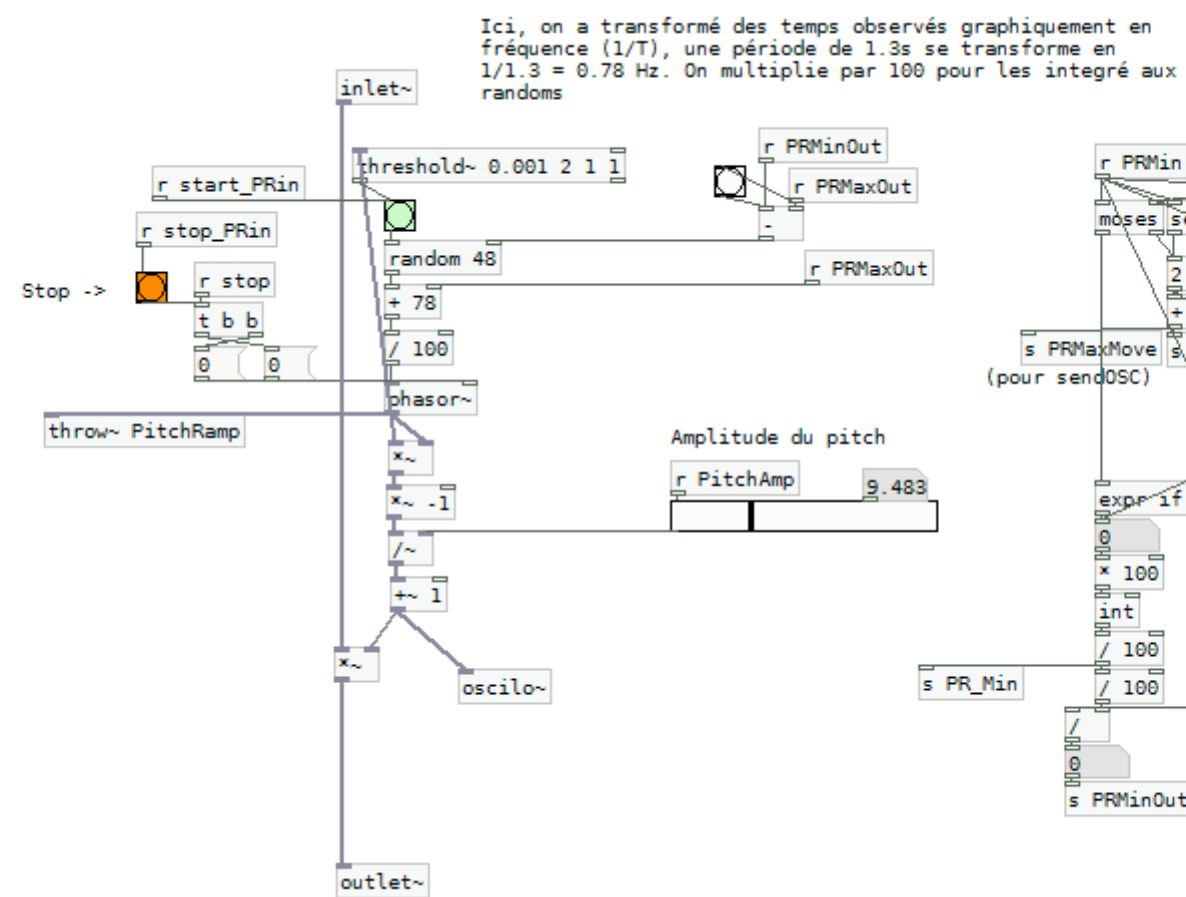 Ici, on a transformé des temps observés graphiquement en
fréquence (1/T), une période de 1.3s se transforme en
1/1.3 = 0.78 Hz. On multiplie par 100 pour les integré aux
randoms
inlet~
threshold~ 0.001 2 1 1
r PRMinOut
r PRMaxOut
r PRMin
r start_PRin
r stop_PRin
moses
-
random 48
r PRMaxOut
Stop ->
r stop
2
+ 78
+
t b b
/ 100
s PRMaxMove
s
0
0
(pour sendOSC)
phasor~
throw~ PitchRamp
*~
Amplitude du pitch
r PitchAmp
9.483
*~ -1
expr if
/~
0
* 100
+~ 1
int
/ 100
*~
oscilo~
s PR_Min
/ 100
/
0
s PRMinOut
outlet~